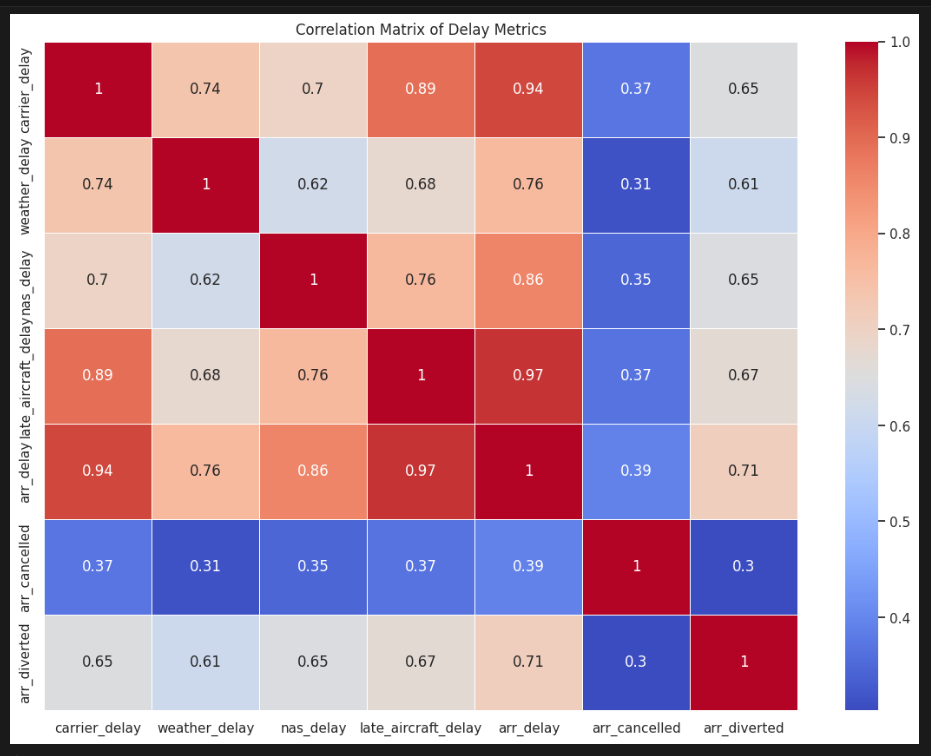 Correlation Matrix of Delay Metrics
carrier_delay 1 0.74 0.7 0.89 0.94 0.37 0.65
weather_delay 0.74 1 0.62 0.68 0.76 0.31 0.61
nas_delay 0.7 0.62 1 0.76 0.86 0.35 0.65
late_aircraft_delay 0.89 0.68 0.76 1 0.97 0.37 0.67
arr_delay 0.94 0.76 0.86 0.97 1 0.39 0.71
arr_cancelled 0.37 0.31 0.35 0.37 0.39 1 0.3
arr_diverted 0.65 0.61 0.65 0.67 0.71 0.3 1
carrier_delay weather_delay nas_delay late_aircraft_delay arr_delay arr_cancelled arr_diverted
1.0
0.9
0.8
0.7
0.6
0.5
0.4